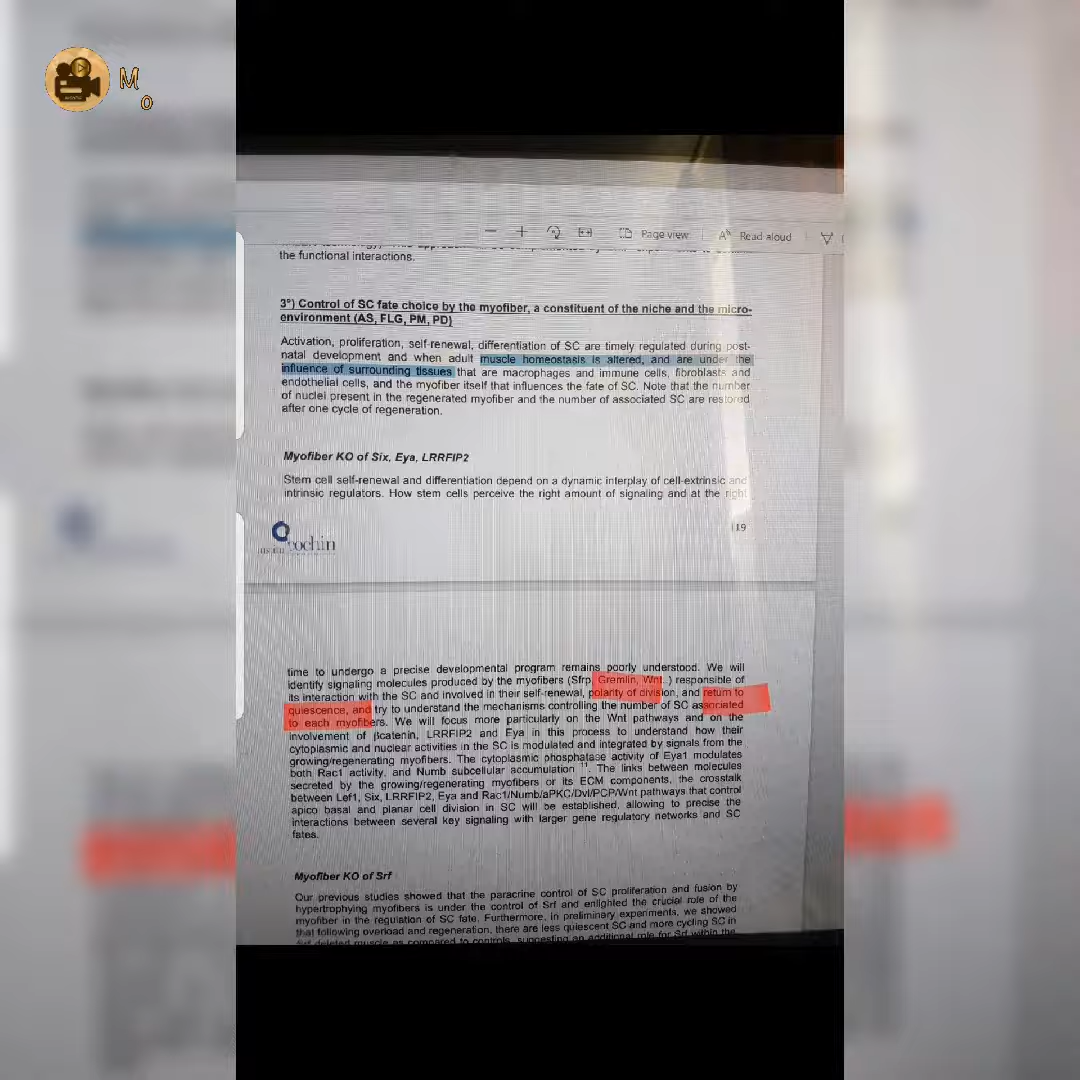 M
o
Page view
Read aloud
the functional interactions.
3°) Control of SC fate choice by the myofiber, a constituent of the niche and the micro-
environment (AS, FLG, PM, PD)
Activation, proliferation, self-renewal, differentiation of SC are timely regulated during post-
natal development and when adult muscle homeostasis is altered, and are under the
influence of surrounding tissues that are macrophages and immune cells, fibroblasts and
endothelial cells, and the myofiber itself that influences the fate of SC. Note that the number
of nuclei present in the regenerated myofiber and the number of associated SC are restored
after one cycle of regeneration.
Myofiber KO of Six, Eya, LRRFIP2
Stem cell self-renewal and differentiation depend on a dynamic interplay of cell-extrinsic and
intrinsic regulators. How stem cells perceive the right amount of signaling and at the right
19
cochin
time to undergo a precise developmental program remains poorly understood. We will
identify signaling molecules produced by the myofibers (Sfrp, Gremlin, Wnt..) responsible of
its interaction with the SC and involved in their self-renewal, polarity of division, and return to
quiescence, and try to understand the mechanisms controlling the number of SC associated
to each myofibers. We will focus more particularly on the Wnt pathways and on the
involvement of βcatenin, LRRFIP2 and Eya in this process to understand how their
cytoplasmic and nuclear activities in the SC is modulated and integrated by signals from the
growing/regenerating myofibers. The cytoplasmic phosphatase activity of Eya1 modulates
both Rac1 activity, and Numb subcellular accumulation 11. The links between molecules
secreted by the growing/regenerating myofibers or its ECM components, the crosstalk
between Lef1, Six, LRRFIP2, Eya and Rac1/Numb/aPKC/Dvl/PCP/Wnt pathways that control
apico basal and planar cell division in SC will be established, allowing to precise the
interactions between several key signaling with larger gene regulatory networks and SC
fates.
Myofiber KO of Srf
Our previous studies showed that the paracrine control of SC proliferation and fusion by
hypertrophying myofibers is under the control of Srf and enlighted the crucial role of the
myofiber in the regulation of SC fate. Furthermore, in preliminary experiments, we showed
that following overload and regeneration, there are less quiescent SC and more cycling SC in
Srf deleted muscle as compared to controls, suggesting an additional role for Srf within the